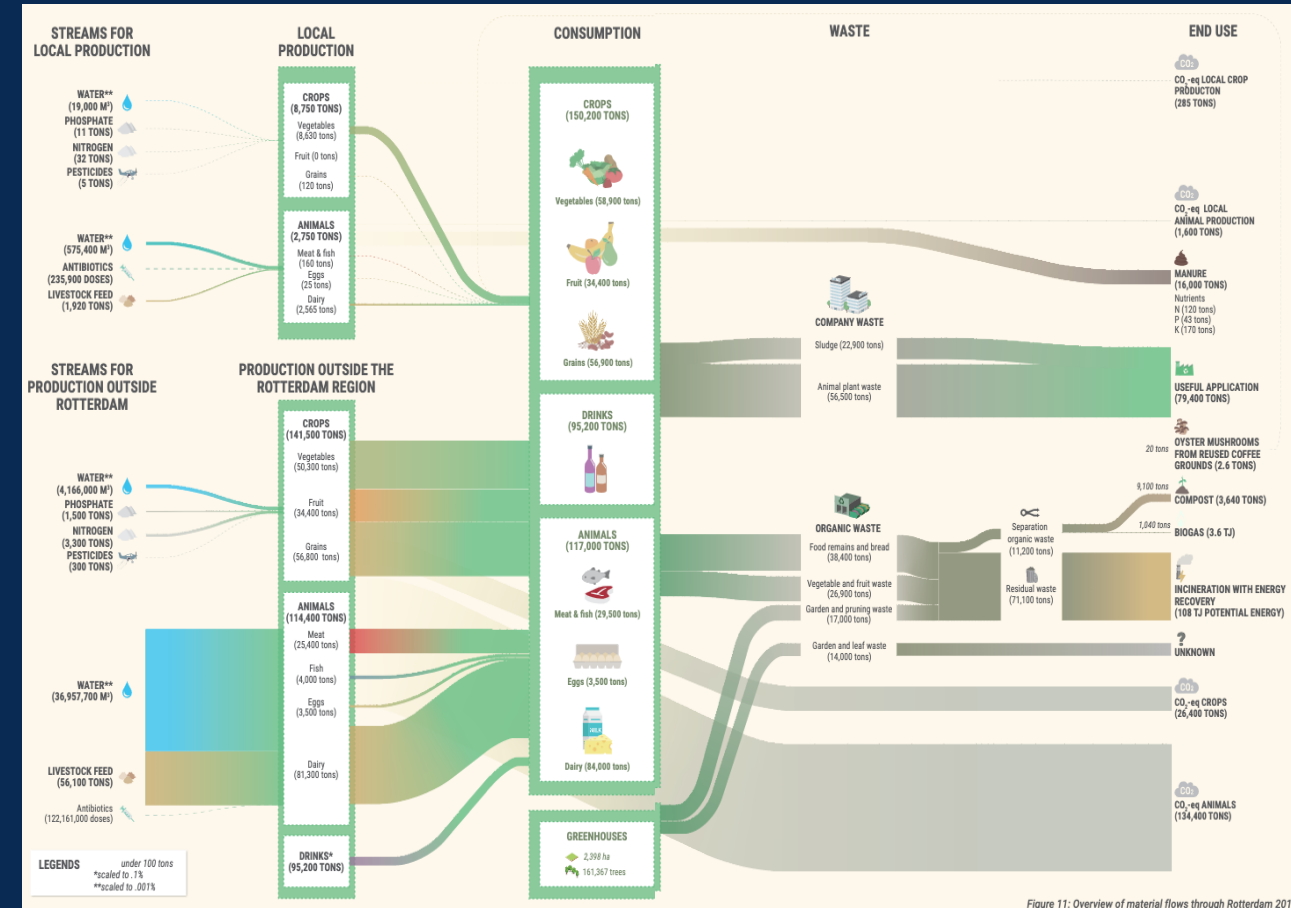 STREAMS FOR
LOCAL PRODUCTION
WATER**
(19,000 M³)
PHOSPHATE
(11 TONS)
NITROGEN
(32 TONS)
PESTICIDES
(5 TONS)
WATER**
(575,400 M³)
ANTIBIOTICS
(235,900 DOSES)
LIVESTOCK FEED
(1,920 TONS)
LOCAL
PRODUCTION
CROPS
(8,750 TONS)
Vegetables
(8,630 tons)
Fruit (0 tons)
Grains
(120 tons)
ANIMALS
(2,750 TONS)
Meat & fish
(160 tons)
Eggs
(25 tons)
Dairy
(2,565 tons)
STREAMS FOR
PRODUCTION OUTSIDE
ROTTERDAM
WATER**
(4,166,000 M³)
PHOSPHATE
(1,500 TONS)
NITROGEN
(3,300 TONS)
PESTICIDES
(300 TONS)
WATER**
(36,957,700 M³)
LIVESTOCK FEED
(56,100 TONS)
Antibiotics
(122,161,000 doses)
PRODUCTION OUTSIDE THE
ROTTERDAM REGION
CROPS
(141,500 TONS)
Vegetables
(50,300 tons)
Fruit
(34,400 tons)
Grains
(56,800 tons)
ANIMALS
(114,400 TONS)
Meat
(25,400 tons)
Fish
(4,000 tons)
Eggs
(3,500 tons)
Dairy
(81,300 tons)
DRINKS*
(95,200 TONS)
CONSUMPTION
CROPS
(150,200 TONS)
Vegetables (58,900 tons)
Fruit (34,400 tons)
Grains (56,900 tons)
DRINKS
(95,200 TONS)
ANIMALS
(117,000 TONS)
Meat & fish (29,500 tons)
Eggs (3,500 tons)
MILK
Dairy (84,000 tons)
GREENHOUSES
2,398 ha
161,367 trees
WASTE
COMPANY WASTE
Sludge (22,900 tons)
Animal plant waste
(56,500 tons)
ORGANIC WASTE
Food remains and bread
(38,400 tons)
Vegetable and fruit waste
(26,900 tons)
Garden and pruning waste
(17,000 tons)
Garden and leaf waste
(14,000 tons)
Separation
organic waste
(11,200 tons)
Residual waste
(71,100 tons)
END USE
CO₂
CO₂-eq LOCAL CROP
PRODUCTON
(285 TONS)
CO₂
CO₂-eq LOCAL
ANIMAL PRODUCTION
(1,600 TONS)
MANURE
(16,000 TONS)
Nutrients
N (120 tons)
P (43 tons)
K (170 tons)
USEFUL APPLICATION
(79,400 TONS)
20 tons
OYSTER MUSHROOMS
FROM REUSED COFFEE
GROUNDS (2.6 TONS)
9,100 tons
COMPOST (3,640 TONS)
1,040 tons
BIOGAS (3.6 TJ)
INCINERATION WITH ENERGY
RECOVERY
(108 TJ POTENTIAL ENERGY)
?
UNKNOWN
CO₂
CO₂-eq CROPS
(26,400 TONS)
CO₂
CO₂-eq ANIMALS
(134,400 TONS)
LEGENDS
under 100 tons
*scaled to .1%
**scaled to .001%
Figure 11: Overview of material flows through Rotterdam 201